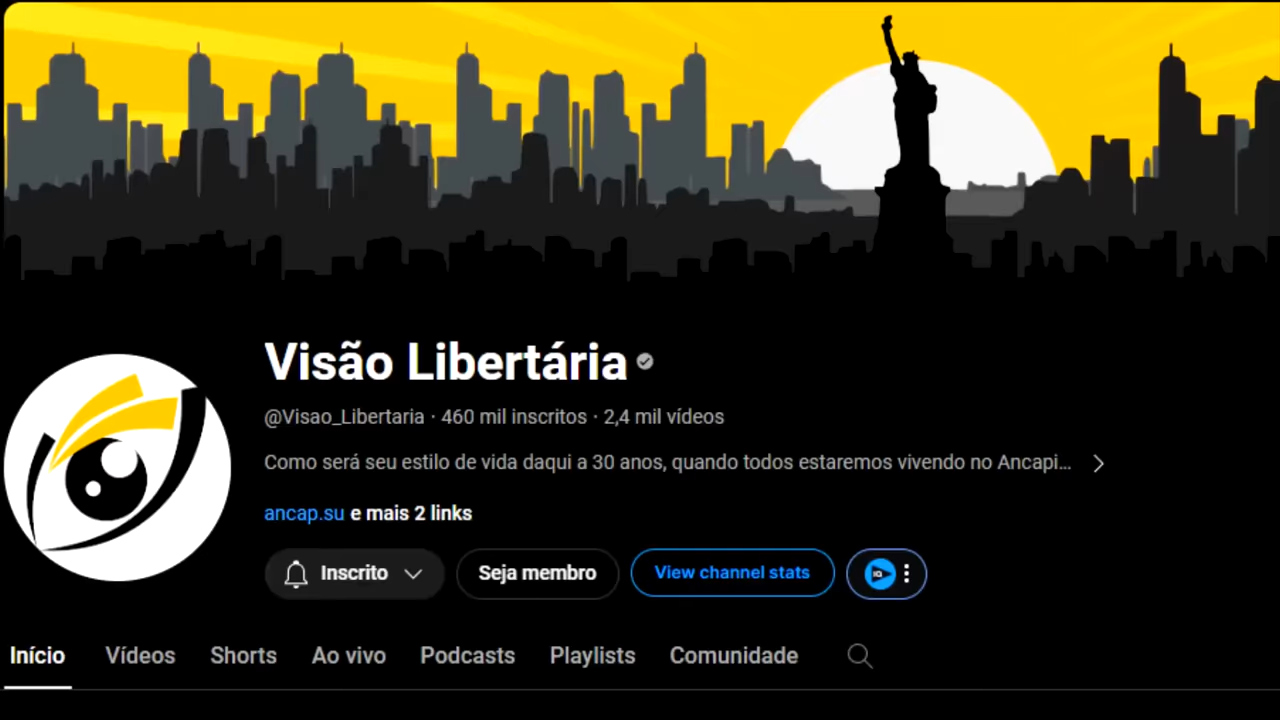 Visão Libertária
@Visao_Libertaria · 460 mil inscritos · 2,4 mil vídeos
Como será seu estilo de vida daqui a 30 anos, quando todos estaremos vivendo no Ancapi...
ancap.su e mais 2 links
Inscrito Seja membro View channel stats IQ
Início Vídeos Shorts Ao vivo Podcasts Playlists Comunidade